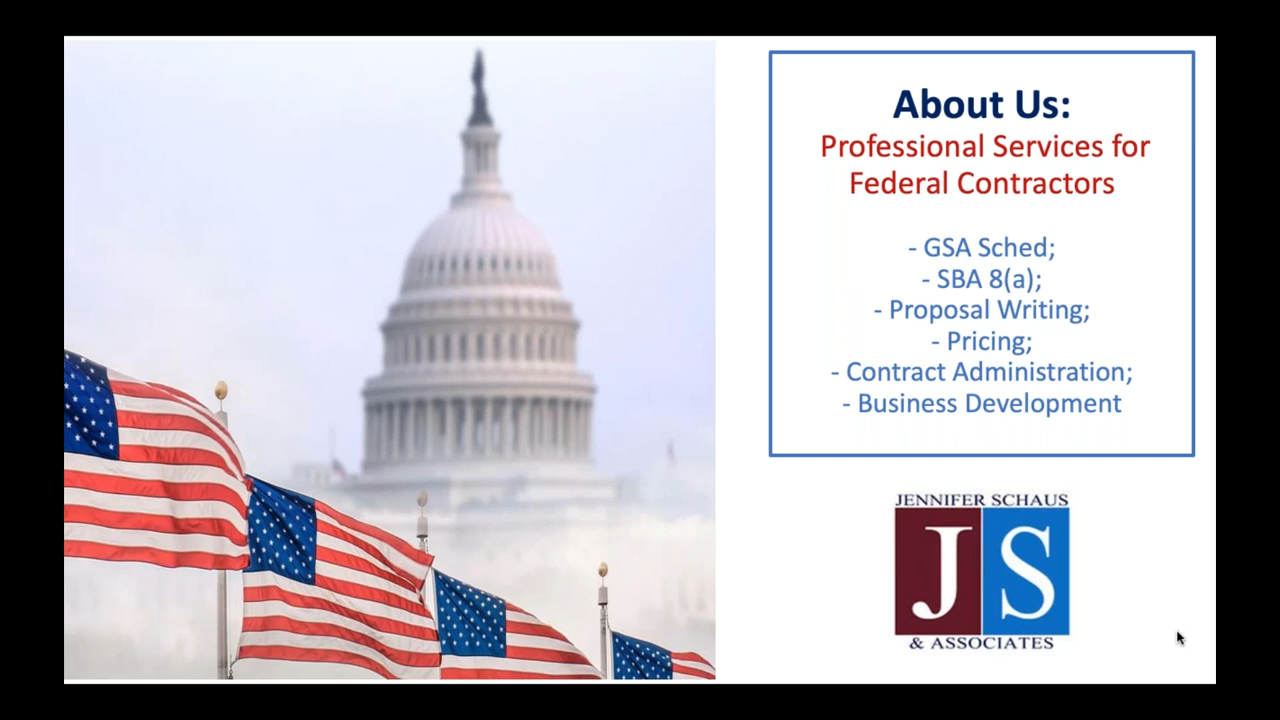 About Us:
Professional Services for
Federal Contractors
- GSA Sched;
- SBA 8(a);
- Proposal Writing;
- Pricing;
- Contract Administration;
- Business Development
JENNIFER SCHAUS
JS
& ASSOCIATES